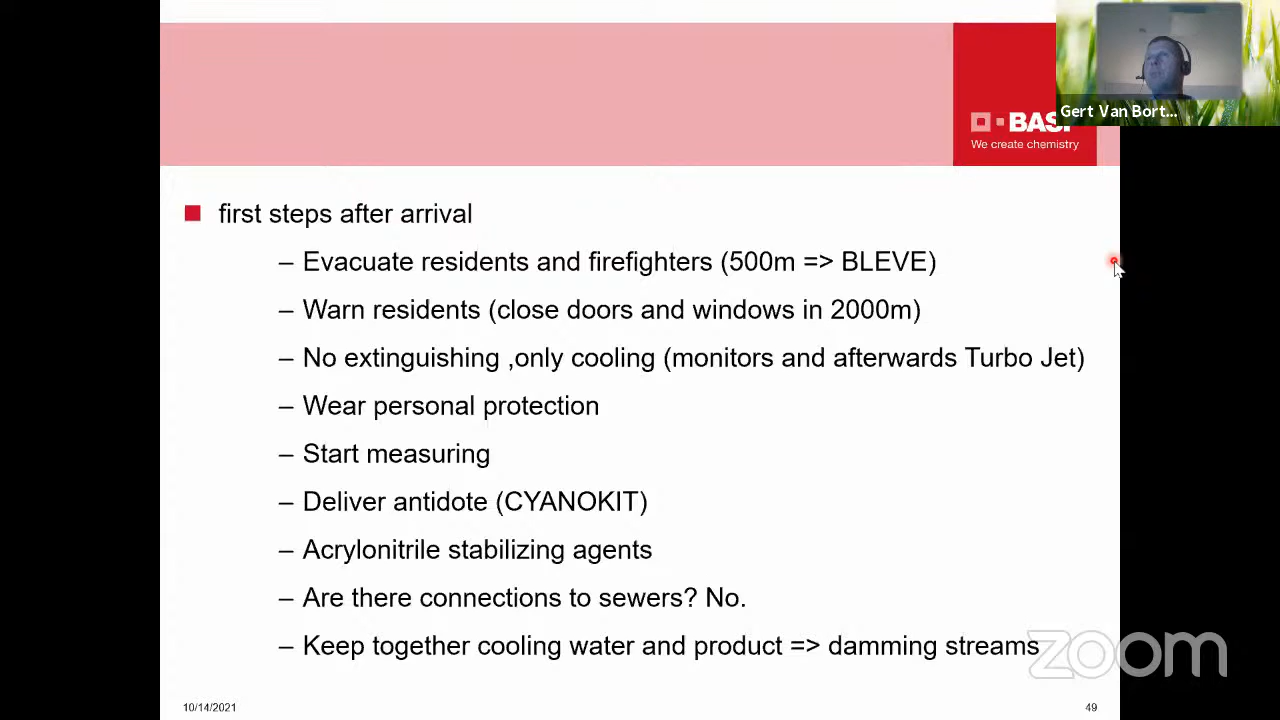 Gert Van Bort...
BASF
We create chemistry
first steps after arrival
– Evacuate residents and firefighters (500m => BLEVE)
– Warn residents (close doors and windows in 2000m)
– No extinguishing ,only cooling (monitors and afterwards Turbo Jet)
– Wear personal protection
– Start measuring
– Deliver antidote (CYANOKIT)
– Acrylonitrile stabilizing agents
– Are there connections to sewers? No.
– Keep together cooling water and product => damming streams
zoom
10/14/2021
49